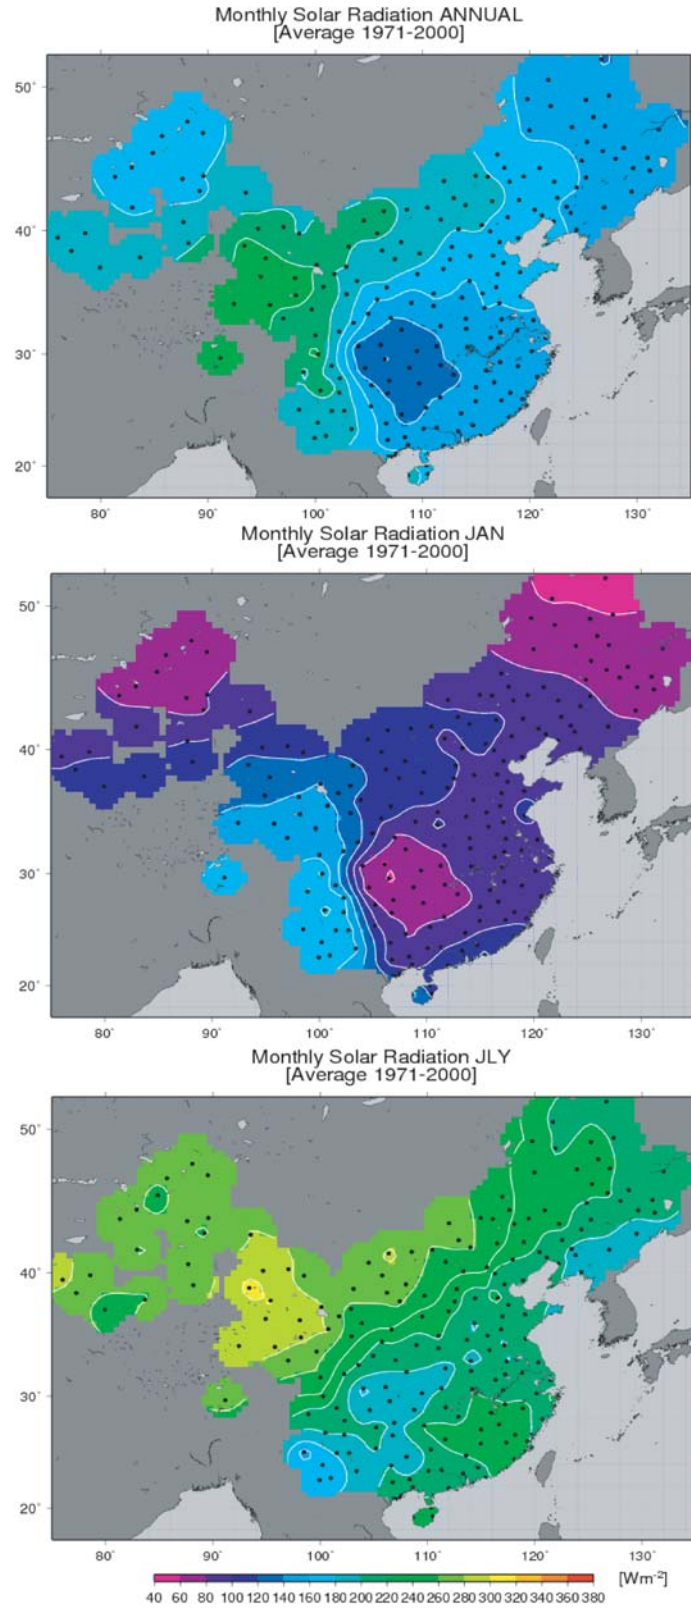 Monthly Solar Radiation ANNUAL
[Average 1971-2000]
50°
40°
30°
20°
80° 90° 100° 110° 120° 130°
Monthly Solar Radiation JAN
[Average 1971-2000]
50°
40°
30°
20°
80° 90° 100° 110° 120° 130°
Monthly Solar Radiation JLY
[Average 1971-2000]
50°
40°
30°
20°
80° 90° 100° 110° 120° 130°
[Wm-2]
40 60 80 100 120 140 160 180 200 220 240 260 280 300 320 340 360 380